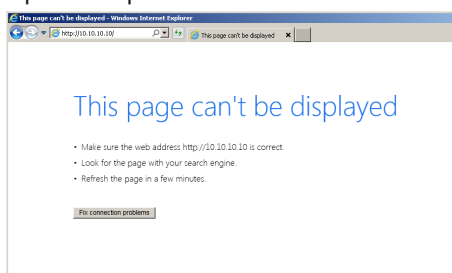 This page can't be displayed - Windows Internet Explorer
http://10.10.10.10/
This page can't be displayed
This page can't be displayed
• Make sure the web address http://10.10.10.10 is correct.
• Look for the page with your search engine.
• Refresh the page in a few minutes.
Fix connection problems